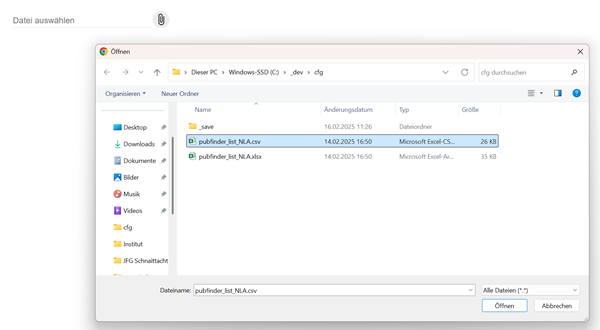 Datei auswählen
Öffnen
Dieser PC > Windows-SSD (C:) > _dev > cfg
cfg durchsuchen
Organisieren
Neuer Ordner
Name Änderungsdatum Typ Größe
Desktop
Downloads
Dokumente
Bilder
Musik
Videos
cfg
Institut
JFG Schnaittacht
_save 16.02.2025 11:26 Dateiordner
pubfinder_list_NLA.csv 14.02.2025 16:50 Microsoft Excel-CS... 26 KB
pubfinder_list_NLA.xlsx 14.02.2025 16:50 Microsoft Excel-Ar... 35 KB
Dateiname: pubfinder_list_NLA.csv
Alle Dateien (*.*)
Öffnen Abbrechen